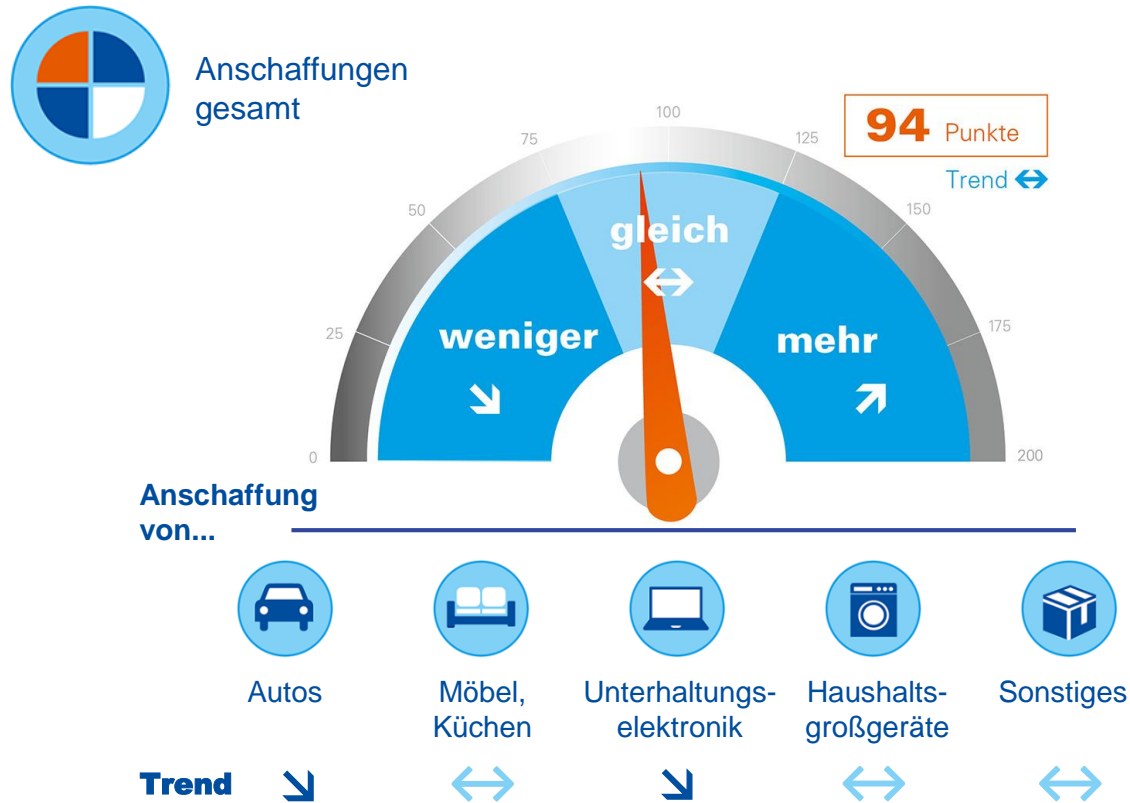 Anschaffungen
gesamt
94 Punkte
Trend
0
25
50
75
100
125
150
175
200
weniger
gleich
mehr
Anschaffung
von...
Autos
Möbel,
Küchen
Unterhaltungs-
elektronik
Haushalts-
großgeräte
Sonstiges
Trend